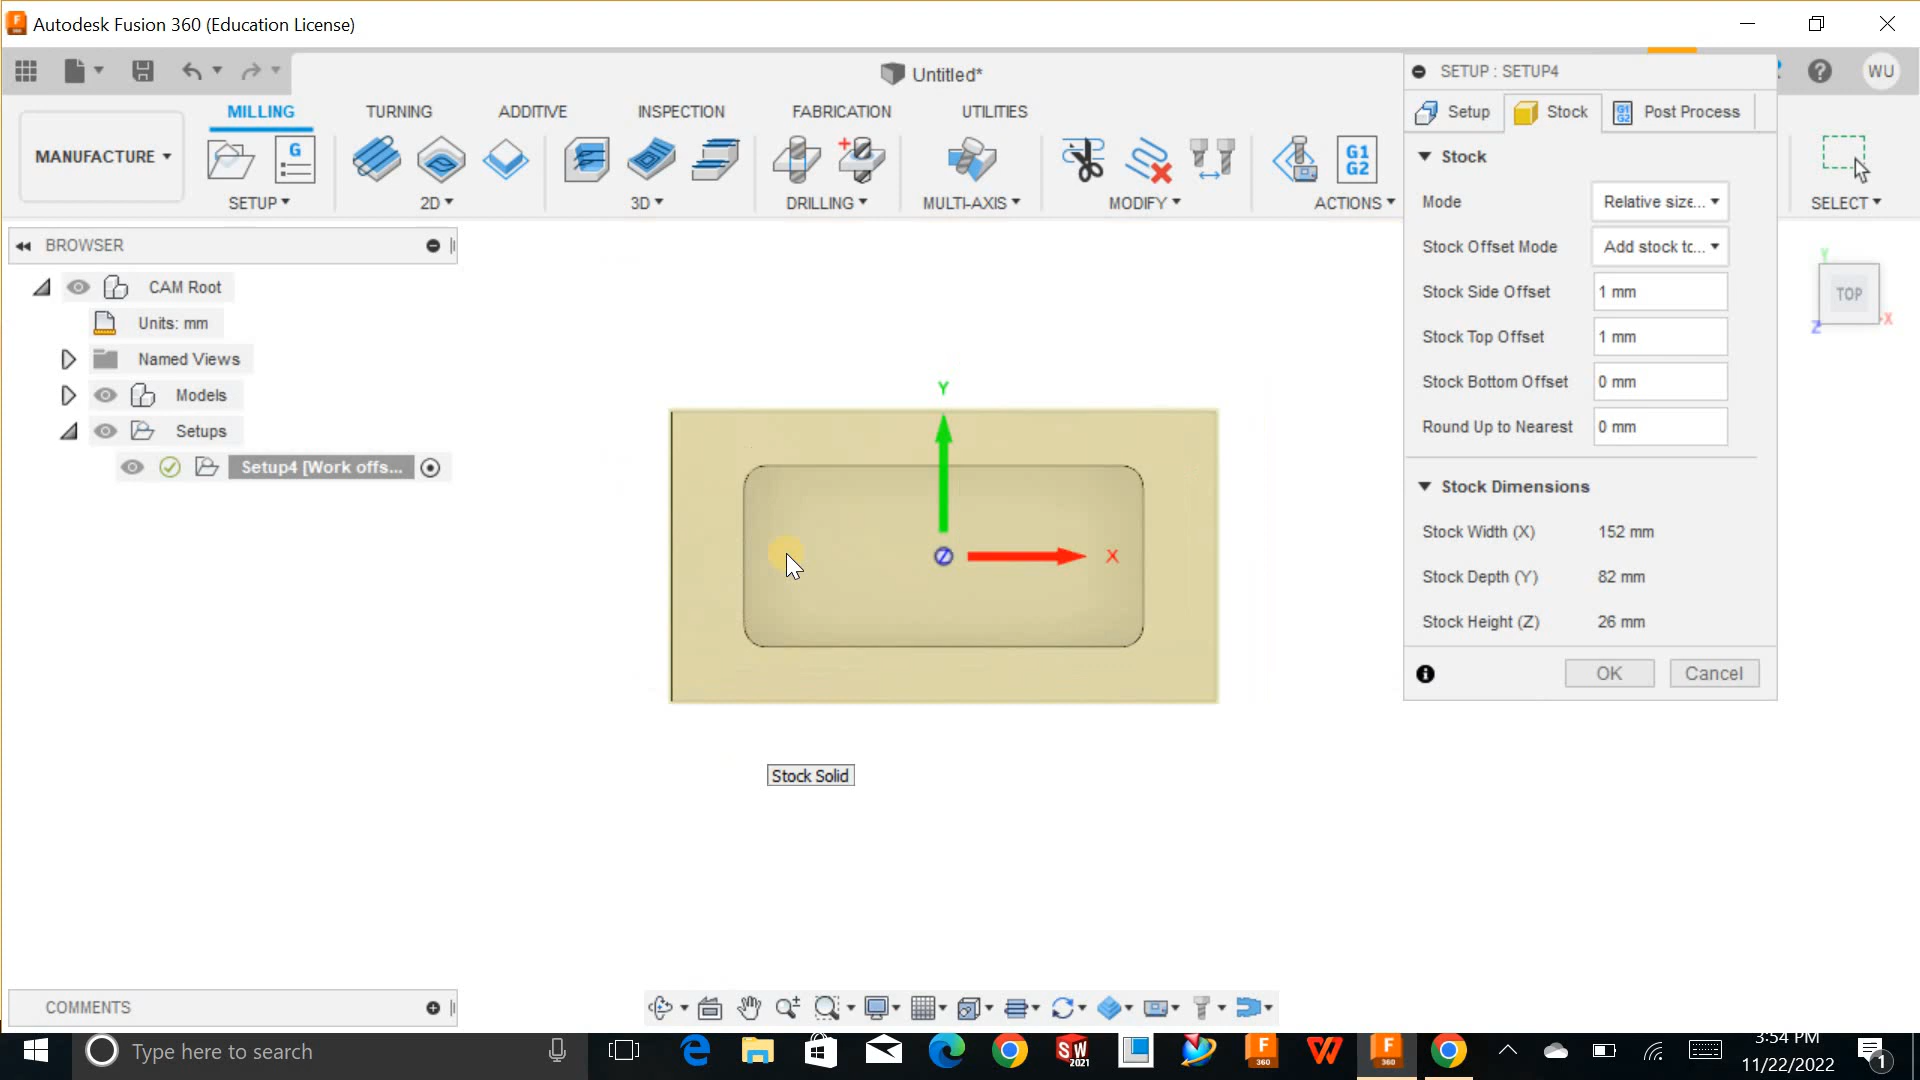 Autodesk Fusion 360 (Education License)
Untitled*
WU
MILLING TURNING ADDITIVE INSPECTION FABRICATION UTILITIES
MANUFACTURE
G
G1
G2
SETUP 2D 3D DRILLING MULTI-AXIS MODIFY ACTIONS SELECT
BROWSER
CAM Root
Units: mm
Named Views
Models
Setups
Setup4 [Work offs...
SETUP : SETUP4
Setup Stock Post Process
Stock
Mode Relative size...
Stock Offset Mode Add stock to...
Stock Side Offset 1 mm
Stock Top Offset 1 mm
Stock Bottom Offset 0 mm
Round Up to Nearest 0 mm
Stock Dimensions
Stock Width (X) 152 mm
Stock Depth (Y) 82 mm
Stock Height (Z) 26 mm
OK Cancel
Y
TOP
Z X
Y
Z X
Stock Solid
COMMENTS
Type here to search
SW
2021
F
360
F
360
3:54 PM
11/22/2022
1